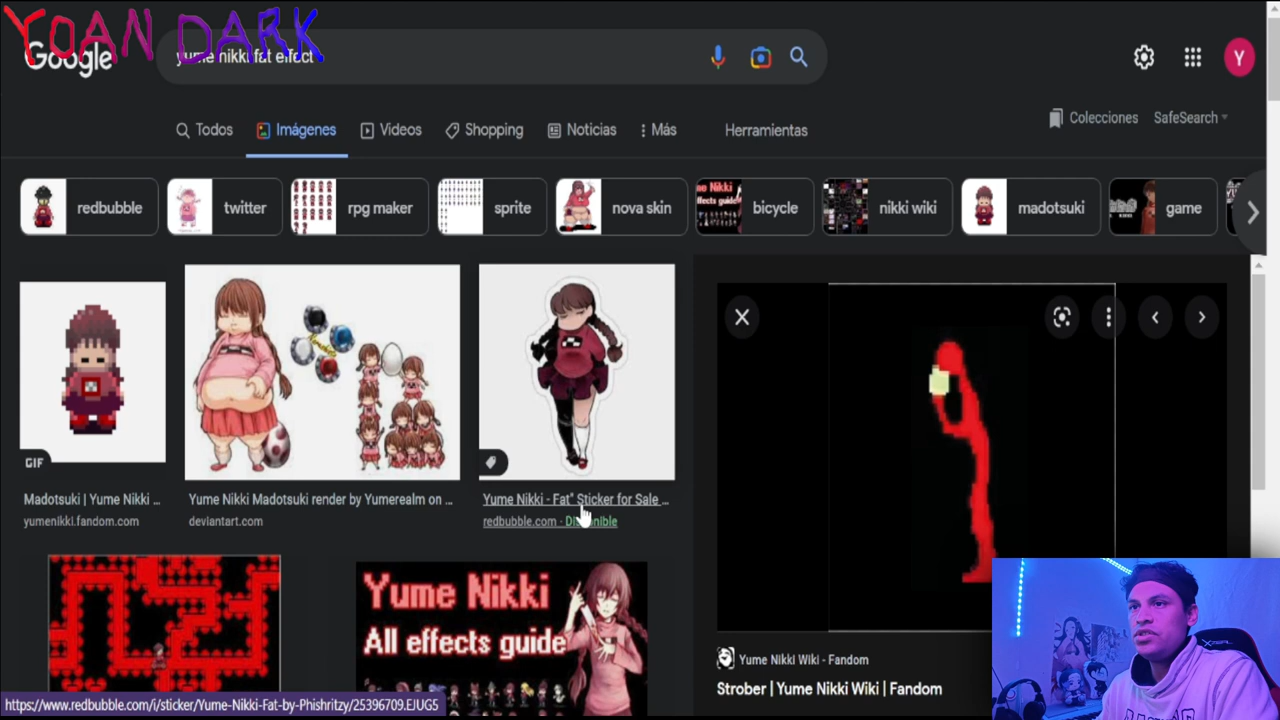 YOAN DARK
Google
yume nikki fat effect
Y
Todos
Imágenes
Videos
Shopping
Noticias
Más
Herramientas
Colecciones
SafeSearch
redbubble
twitter
rpg maker
sprite
nova skin
Nikki
effects guide
bicycle
nikki wiki
madotsuki
game
GIF
Madotsuki | Yume Nikki ...
yumenikki.fandom.com
Yume Nikki Madotsuki render by Yumerealm on ...
deviantart.com
Yume Nikki - Fat" Sticker for Sale ...
redbubble.com · Disponible
Yume Nikki
All effects guide
Yume Nikki Wiki - Fandom
Strober | Yume Nikki Wiki | Fandom
https://www.redbubble.com/i/sticker/Yume-Nikki-Fat-by-Phishritzy/25396709.EJUG5